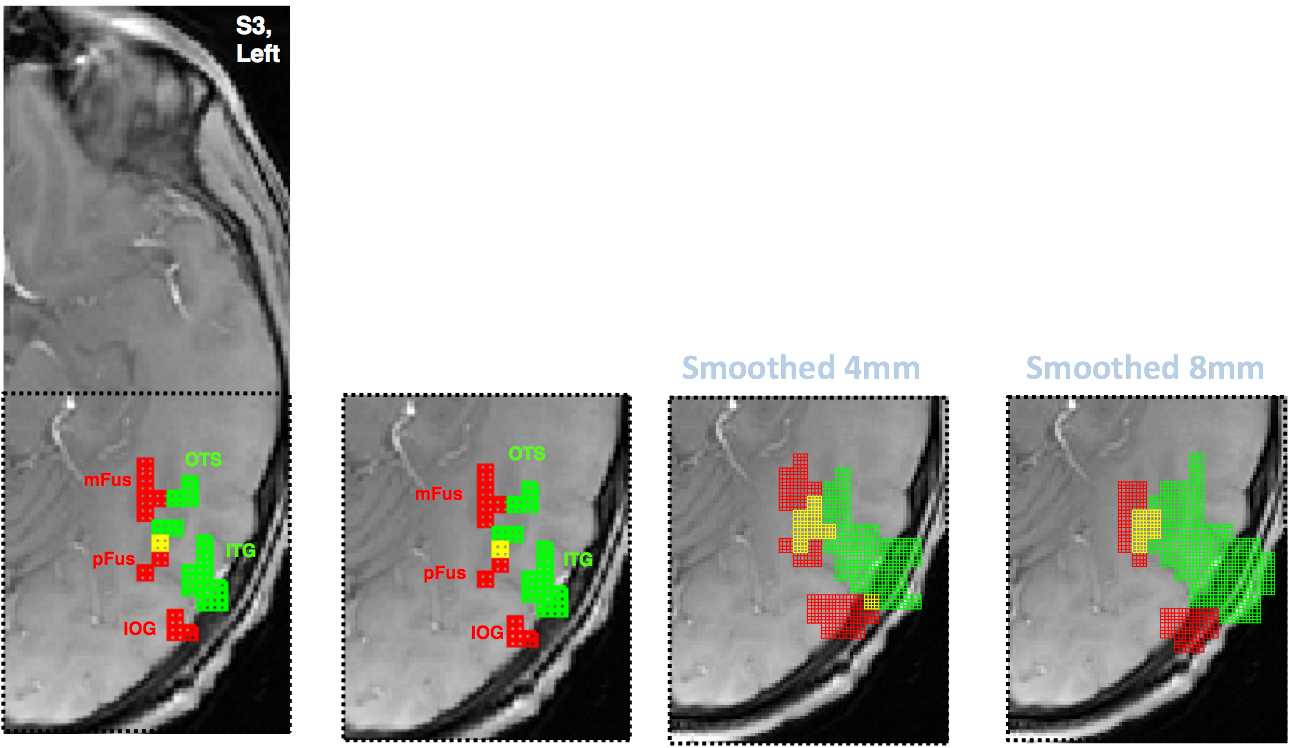 S3,
Left
Smoothed 4mm
Smoothed 8mm
OTS
mFus
ITG
pFus
IOG
OTS
mFus
ITG
pFus
IOG